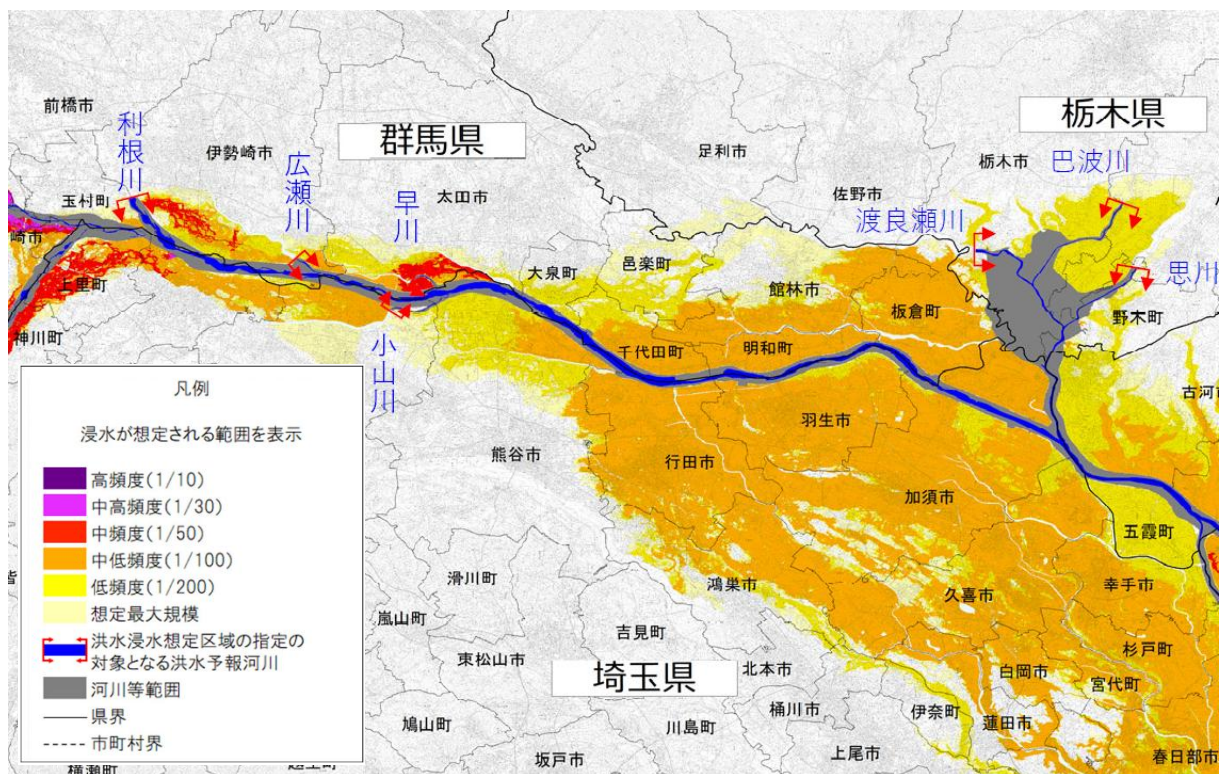 前橋市
利根川
伊勢崎市
広瀬川
群馬県
早川
太田市
足利市
佐野市
栃木県
栃木市
巴波川
渡良瀬川
思川
玉村町
崎市
上里町
神川町
大泉町
邑楽町
館林市
板倉町
野木町
小山川
千代田町
明和町
古河市
羽生市
熊谷市
行田市
加須市
五霞町
凡例
浸水が想定される範囲を表示
高頻度(1/10)
中高頻度(1/30)
中頻度(1/50)
中低頻度(1/100)
低頻度(1/200)
想定最大規模
洪水浸水想定区域の指定の
対象となる洪水予報河川
河川等範囲
県界
市町村界
滑川町
嵐山町
東松山市
吉見町
鴻巣市
久喜市
幸手市
埼玉県
北本市
杉戸町
白岡市
宮代町
鳩山町
川島町
桶川市
伊奈町
蓮田市
坂戸市
上尾市
春日部市
横瀬町